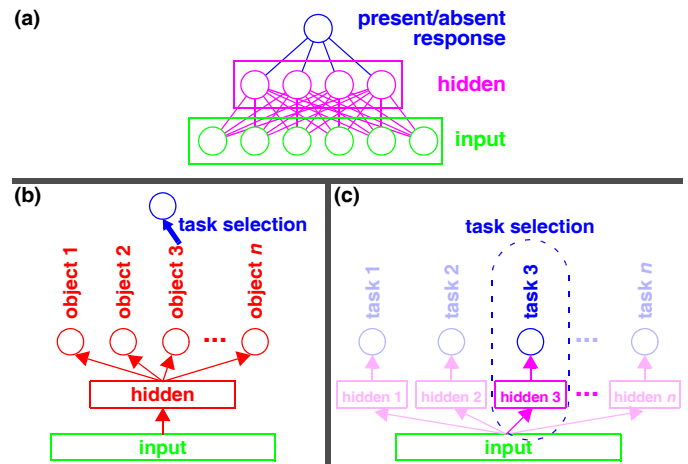 (a)
present/absent
response
hidden
input
(b)
task selection
object 1
object 2
object 3
object n
...
hidden
input
(c)
task selection
task 1
task 2
task 3
task n
...
hidden 1
hidden 2
hidden 3
...
hidden n
input